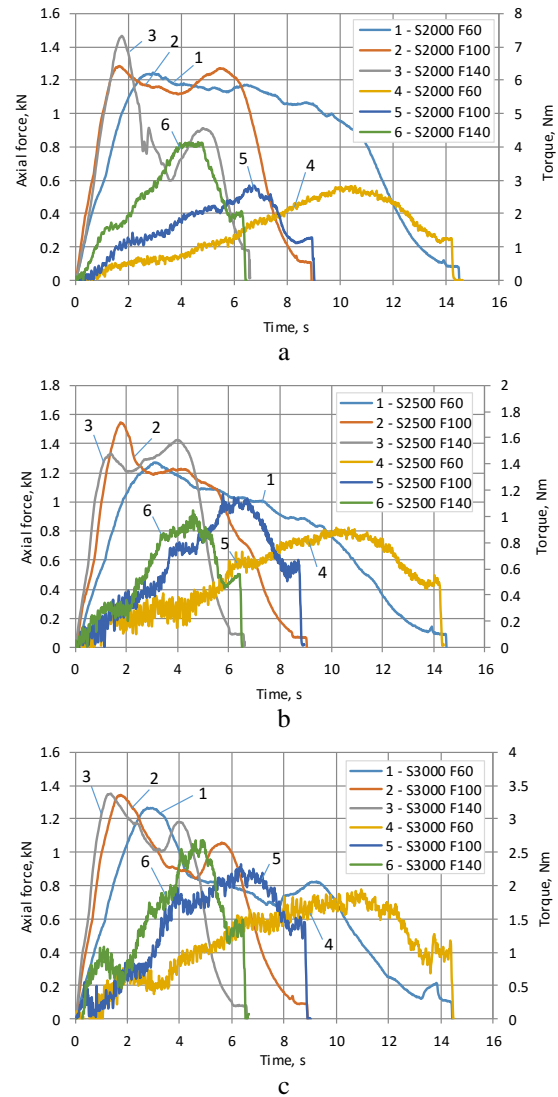 1.6 8
1.4 7
1.2 6
1 5
0.8 4
0.6 3
0.4 2
0.2 1
0 0
0 2 4 6 8 10 12 14 16
Axial force, kN
Torque, Nm
Time, s
3 2 1 6 5 4
1 - S2000 F60
2 - S2000 F100
3 - S2000 F140
4 - S2000 F60
5 - S2000 F100
6 - S2000 F140
a
1.8 2
1.6 1.8
1.4 1.6
1.2 1.4
1 1.2
0.8 1
0.6 0.8
0.4 0.6
0.2 0.4
0 0.2
0
0 2 4 6 8 10 12 14 16
Axial force, kN
Torque, Nm
Time, s
3 2 1 6 5 4
1 - S2500 F60
2 - S2500 F100
3 - S2500 F140
4 - S2500 F60
5 - S2500 F100
6 - S2500 F140
b
1.6 4
1.4 3.5
1.2 3
1 2.5
0.8 2
0.6 1.5
0.4 1
0.2 0.5
0 0
0 2 4 6 8 10 12 14 16
Axial force, kN
Torque, Nm
Time, s
3 2 1 6 5 4
1 - S3000 F60
2 - S3000 F100
3 - S3000 F140
4 - S3000 F60
5 - S3000 F100
6 - S3000 F140
c